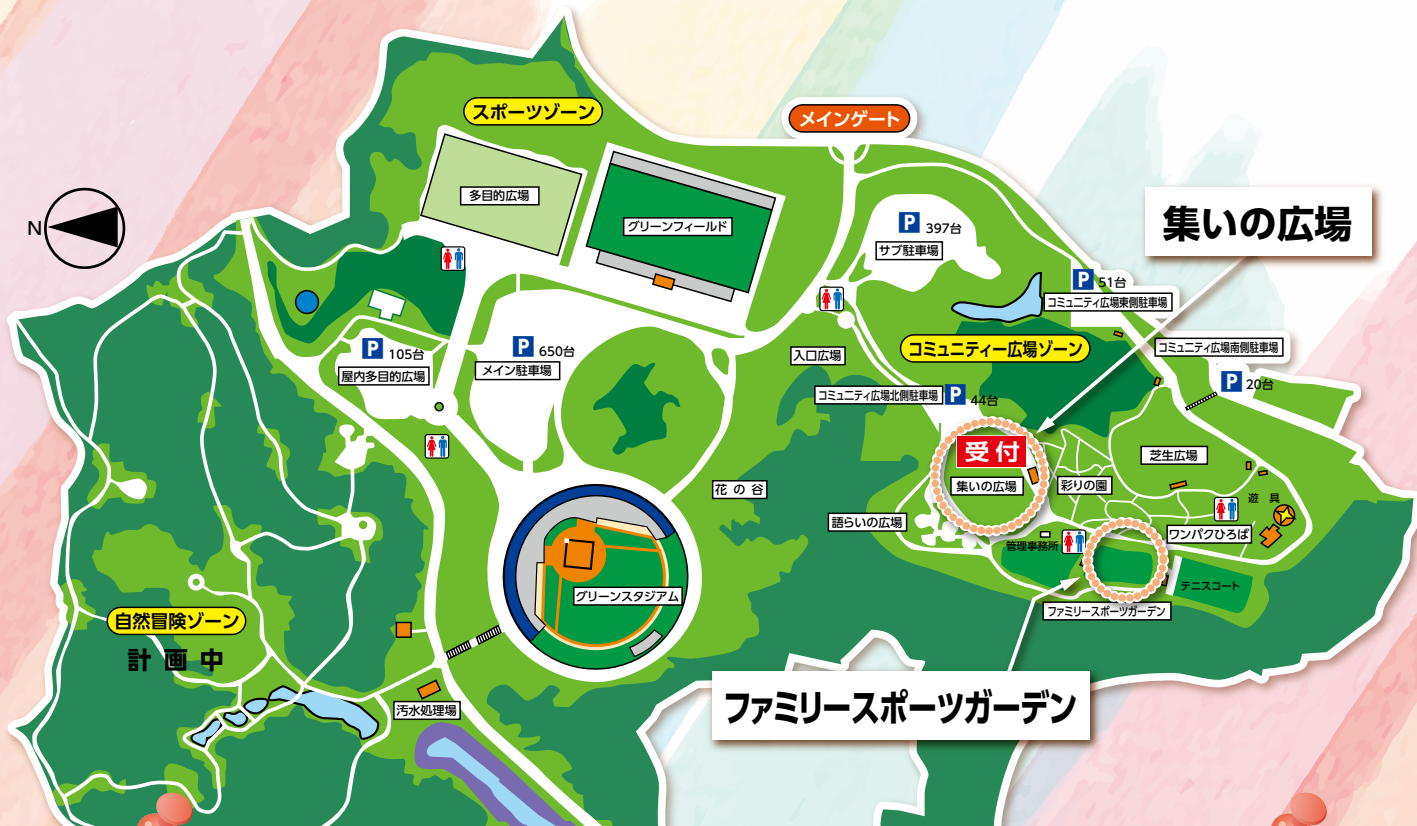 スポーツゾーン
メインゲート
多目的広場
グリーンフィールド
N
P 397台
サブ駐車場
集いの広場
P 51台
コミュニティ広場東側駐車場
P 105台
屋内多目的広場
P 650台
メイン駐車場
入口広場
コミュニティー広場ゾーン
コミュニティ広場南側駐車場
P 20台
コミュニティ広場北側駐車場
P 44台
受付
集いの広場
彩りの園
芝生広場
花の谷
語らいの広場
遊具
ワンパクひろば
管理事務所
テニスコート
ファミリースポーツガーデン
グリーンスタジアム
自然冒険ゾーン
計画中
汚水処理場
ファミリースポーツガーデン